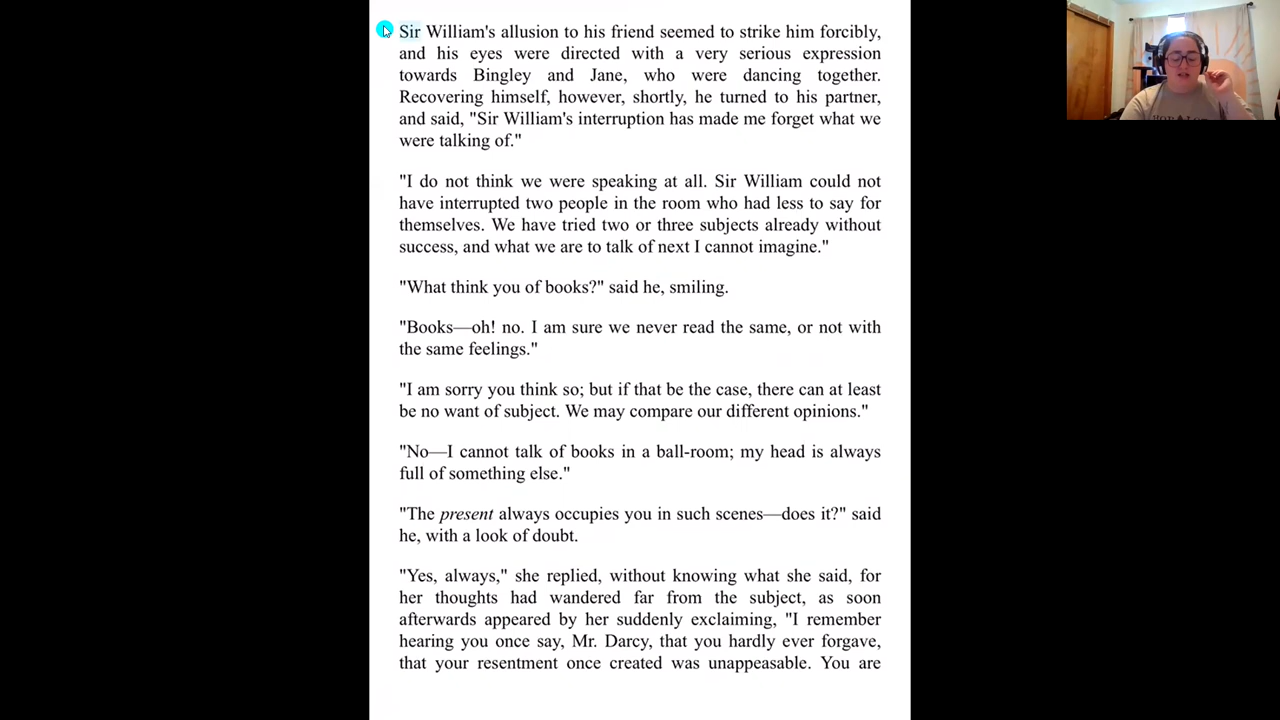 Sir William's allusion to his friend seemed to strike him forcibly,
and his eyes were directed with a very serious expression
towards Bingley and Jane, who were dancing together.
Recovering himself, however, shortly, he turned to his partner,
and said, "Sir William's interruption has made me forget what we
were talking of."
"I do not think we were speaking at all. Sir William could not
have interrupted two people in the room who had less to say for
themselves. We have tried two or three subjects already without
success, and what we are to talk of next I cannot imagine."
"What think you of books?" said he, smiling.
"Books—oh! no. I am sure we never read the same, or not with
the same feelings."
"I am sorry you think so; but if that be the case, there can at least
be no want of subject. We may compare our different opinions."
"No—I cannot talk of books in a ball-room; my head is always
full of something else."
"The present always occupies you in such scenes—does it?" said
he, with a look of doubt.
"Yes, always," she replied, without knowing what she said, for
her thoughts had wandered far from the subject, as soon
afterwards appeared by her suddenly exclaiming, "I remember
hearing you once say, Mr. Darcy, that you hardly ever forgave,
that your resentment once created was unappeasable. You are